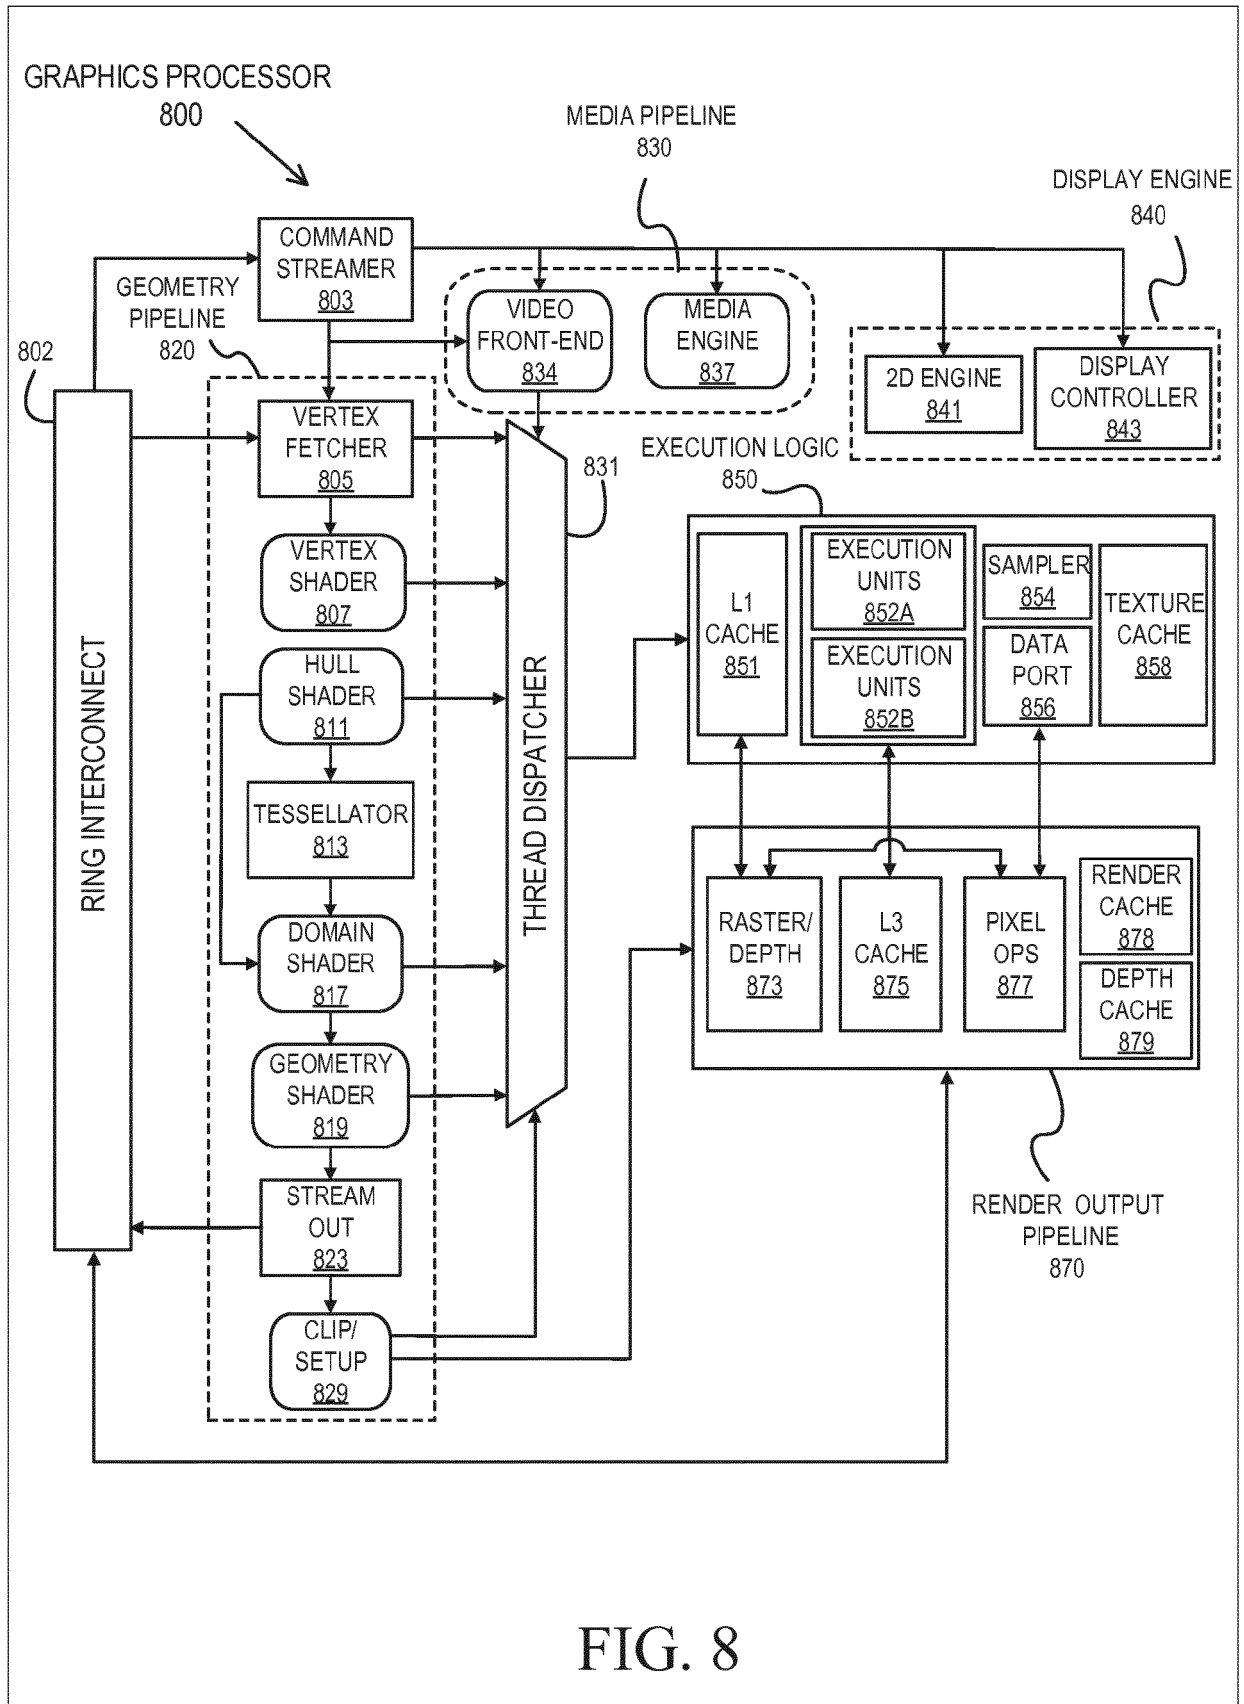 GRAPHICS PROCESSOR
800
MEDIA PIPELINE
830
DISPLAY ENGINE
840
COMMAND
STREAMER
803
GEOMETRY
PIPELINE
820
VIDEO
FRONT-END
834
MEDIA
ENGINE
837
2D ENGINE
841
DISPLAY
CONTROLLER
843
802
RING INTERCONNECT
VERTEX
FETCHER
805
VERTEX
SHADER
807
HULL
SHADER
811
TESSELLATOR
813
DOMAIN
SHADER
817
GEOMETRY
SHADER
819
STREAM
OUT
823
CLIP/
SETUP
829
831
THREAD DISPATCHER
EXECUTION LOGIC
850
L1
CACHE
851
EXECUTION
UNITS
852A
EXECUTION
UNITS
852B
SAMPLER
854
DATA
PORT
856
TEXTURE
CACHE
858
RASTER/
DEPTH
873
L3
CACHE
875
PIXEL
OPS
877
RENDER
CACHE
878
DEPTH
CACHE
879
RENDER OUTPUT
PIPELINE
870
FIG. 8